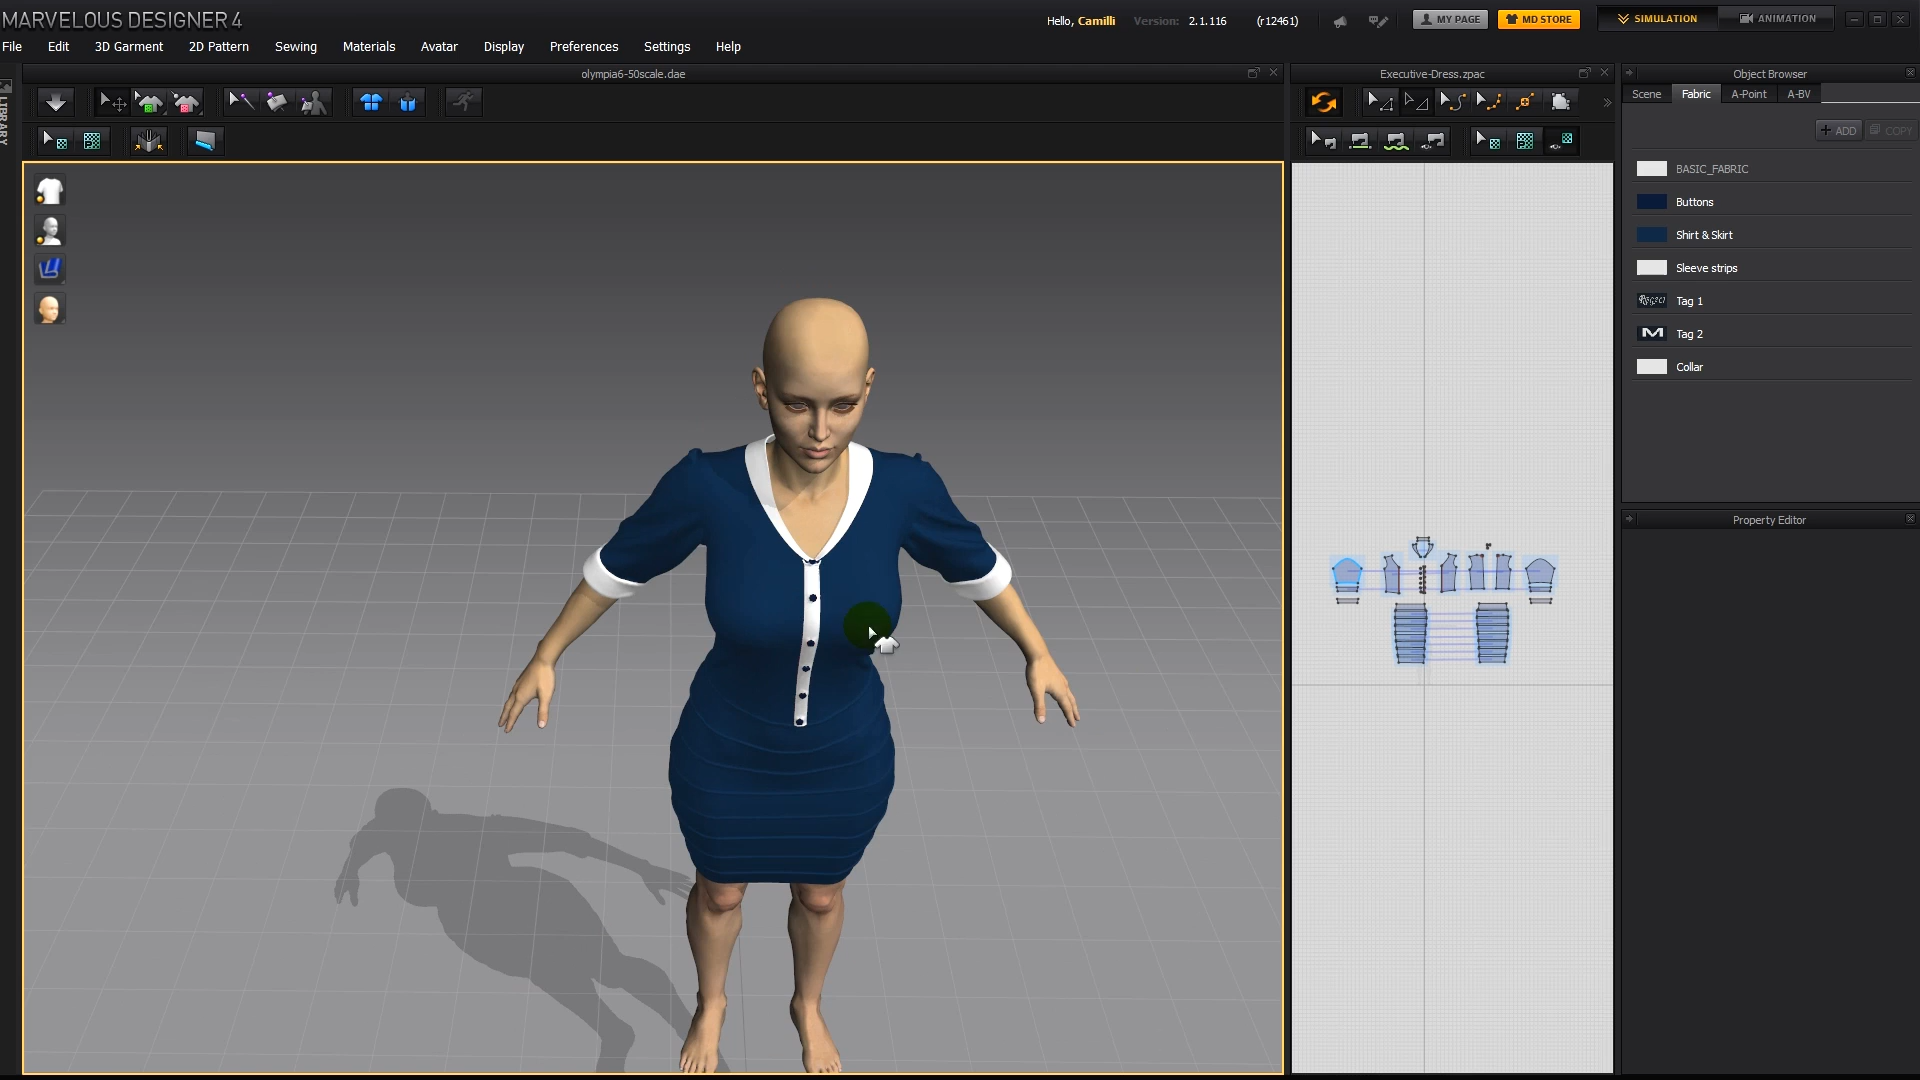 MARVELOUS DESIGNER 4
Hello, Camilli Version: 2.1.116 (r12461) MY PAGE MD STORE SIMULATION ANIMATION
File Edit 3D Garment 2D Pattern Sewing Materials Avatar Display Preferences Settings Help
LIBRARY
olympia6-50scale.dae
Executive-Dress.zpac
Object Browser
Scene Fabric A-Point A-BV
+ ADD COPY
BASIC_FABRIC
Buttons
Shirt & Skirt
Sleeve strips
Tag 1
M Tag 2
Collar
Property Editor